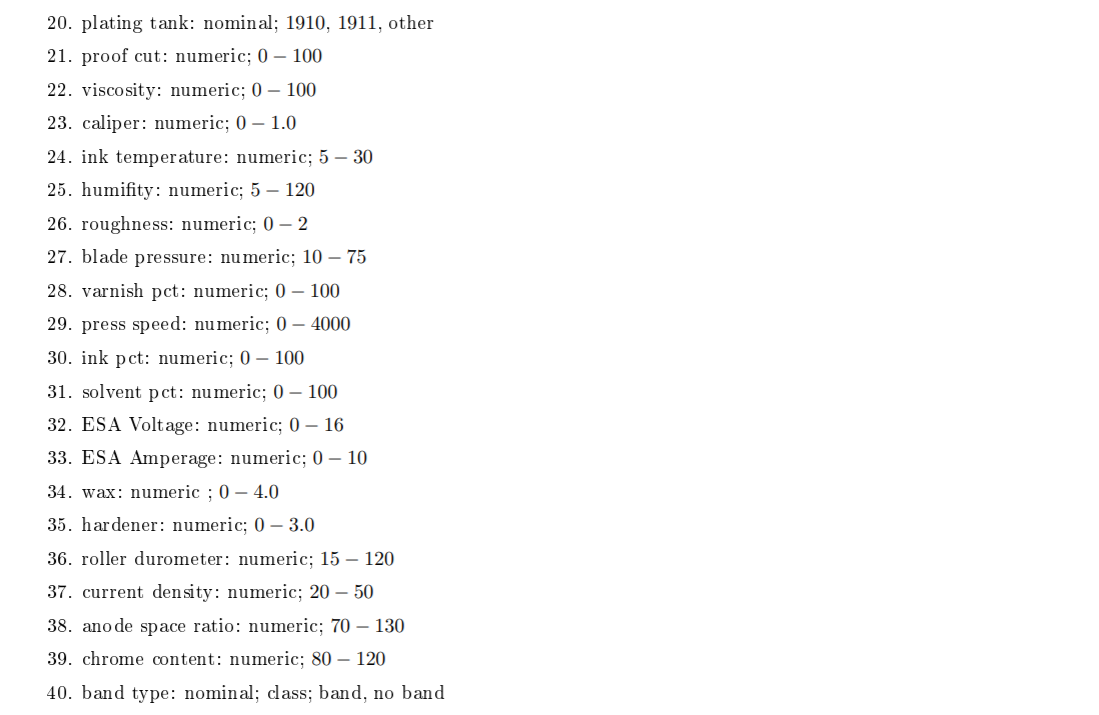 20. plating tank: nominal; 1910, 1911, other
21. proof cut: numeric; 0 – 100
22. viscosity: numeric; 0 – 100
23. caliper: numeric; 0 – 1.0
24. ink temperature: numeric; 5 – 30
25. humifity: numeric; 5 – 120
26. roughness: numeric; 0 – 2
27. blade pressure: numeric; 10 – 75
28. varnish pct: numeric; 0 – 100
29. press speed: numeric; 0 – 4000
30. ink pct: numeric; 0 – 100
31. solvent pct: numeric; 0 – 100
32. ESA Voltage: numeric; 0 – 16
33. ESA Amperage: numeric; 0 – 10
34. wax: numeric ; 0 – 4.0
35. hardener: numeric; 0 – 3.0
36. roller durometer: numeric; 15 – 120
37. current density: numeric; 20 – 50
38. anode space ratio: numeric; 70 – 130
39. chrome content: numeric; 80 – 120
40. band type: nominal; class; band, no band